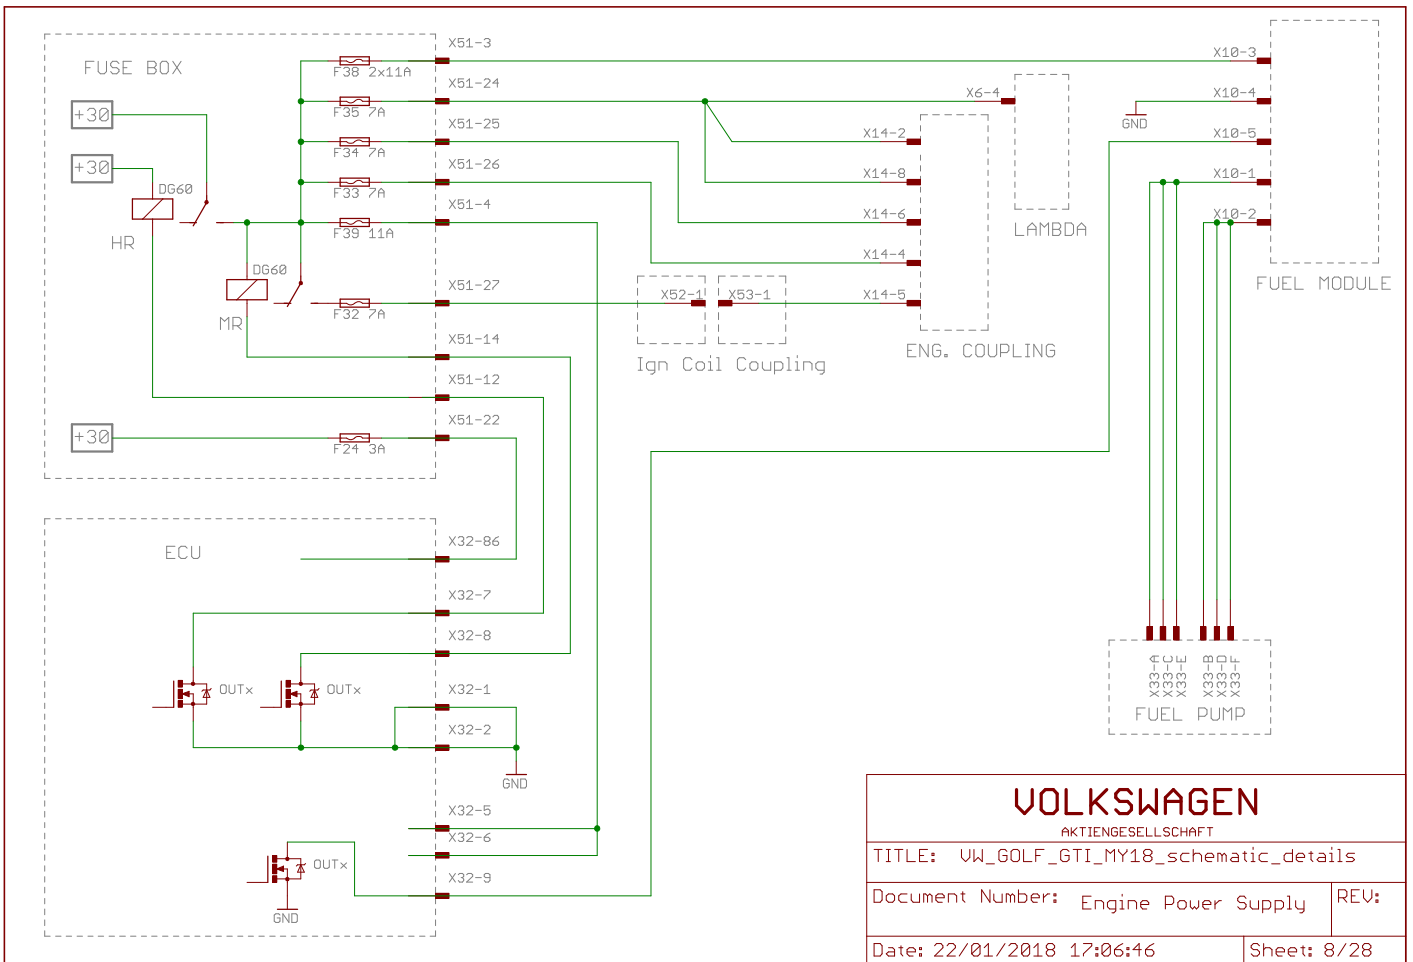 FUSE BOX
+30
+30
DG60
HR
DG60
MR
+30
F38 2x11A
F35 7A
F34 7A
F33 7A
F39 11A
F32 7A
F24 3A
X51-3
X51-24
X51-25
X51-26
X51-4
X51-27
X51-14
X51-12
X51-22
X52-1
X53-1
Ign Coil Coupling
X14-2
X14-8
X14-6
X14-4
X14-5
ENG. COUPLING
X6-4
LAMBDA
X10-3
X10-4
GND
X10-5
X10-1
X10-2
FUEL MODULE
ECU
X32-86
X32-7
X32-8
OUTx
OUTx
X32-1
X32-2
GND
X32-5
X32-6
OUTx
X32-9
GND
X33-A
X33-C
X33-E
X33-B
X33-D
X33-F
FUEL PUMP
VOLKSWAGEN
AKTIENGESELLSCHAFT
TITLE: VW_GOLF_GTI_MY18_schematic_details
Document Number: Engine Power Supply
REV:
Date: 22/01/2018 17:06:46
Sheet: 8/28